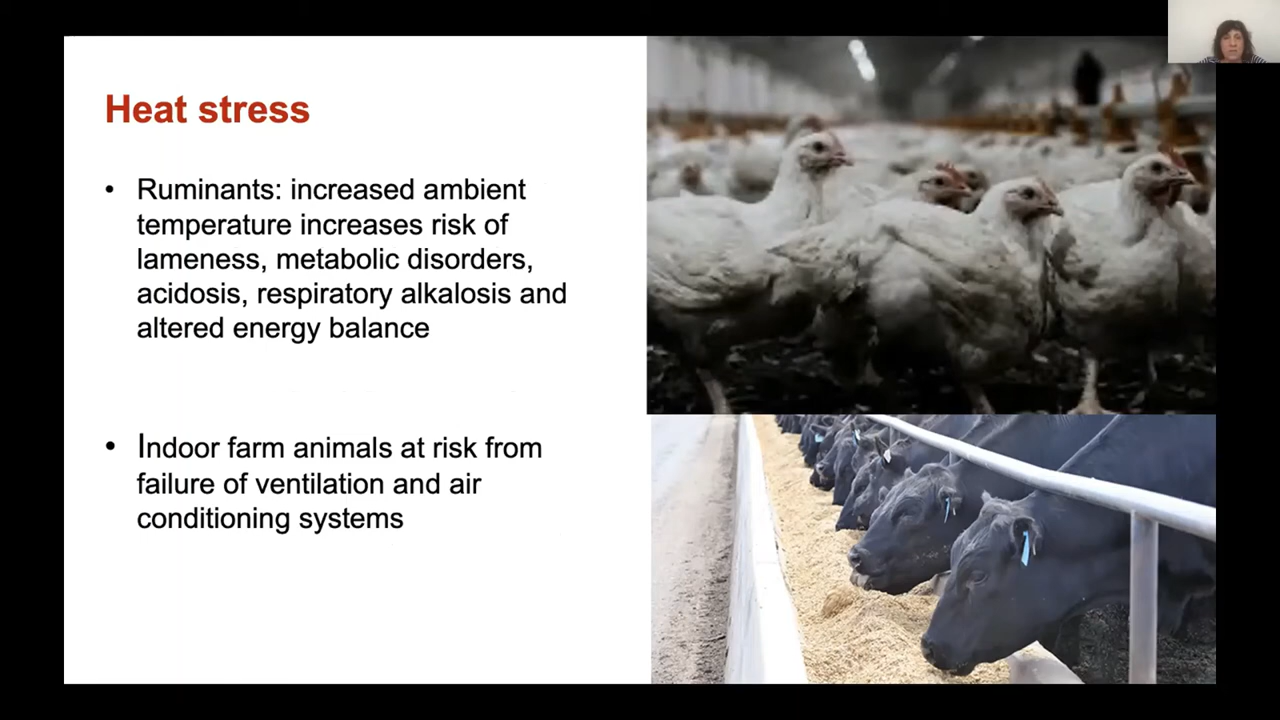 Heat stress
• Ruminants: increased ambient
temperature increases risk of
lameness, metabolic disorders,
acidosis, respiratory alkalosis and
altered energy balance
• Indoor farm animals at risk from
failure of ventilation and air
conditioning systems